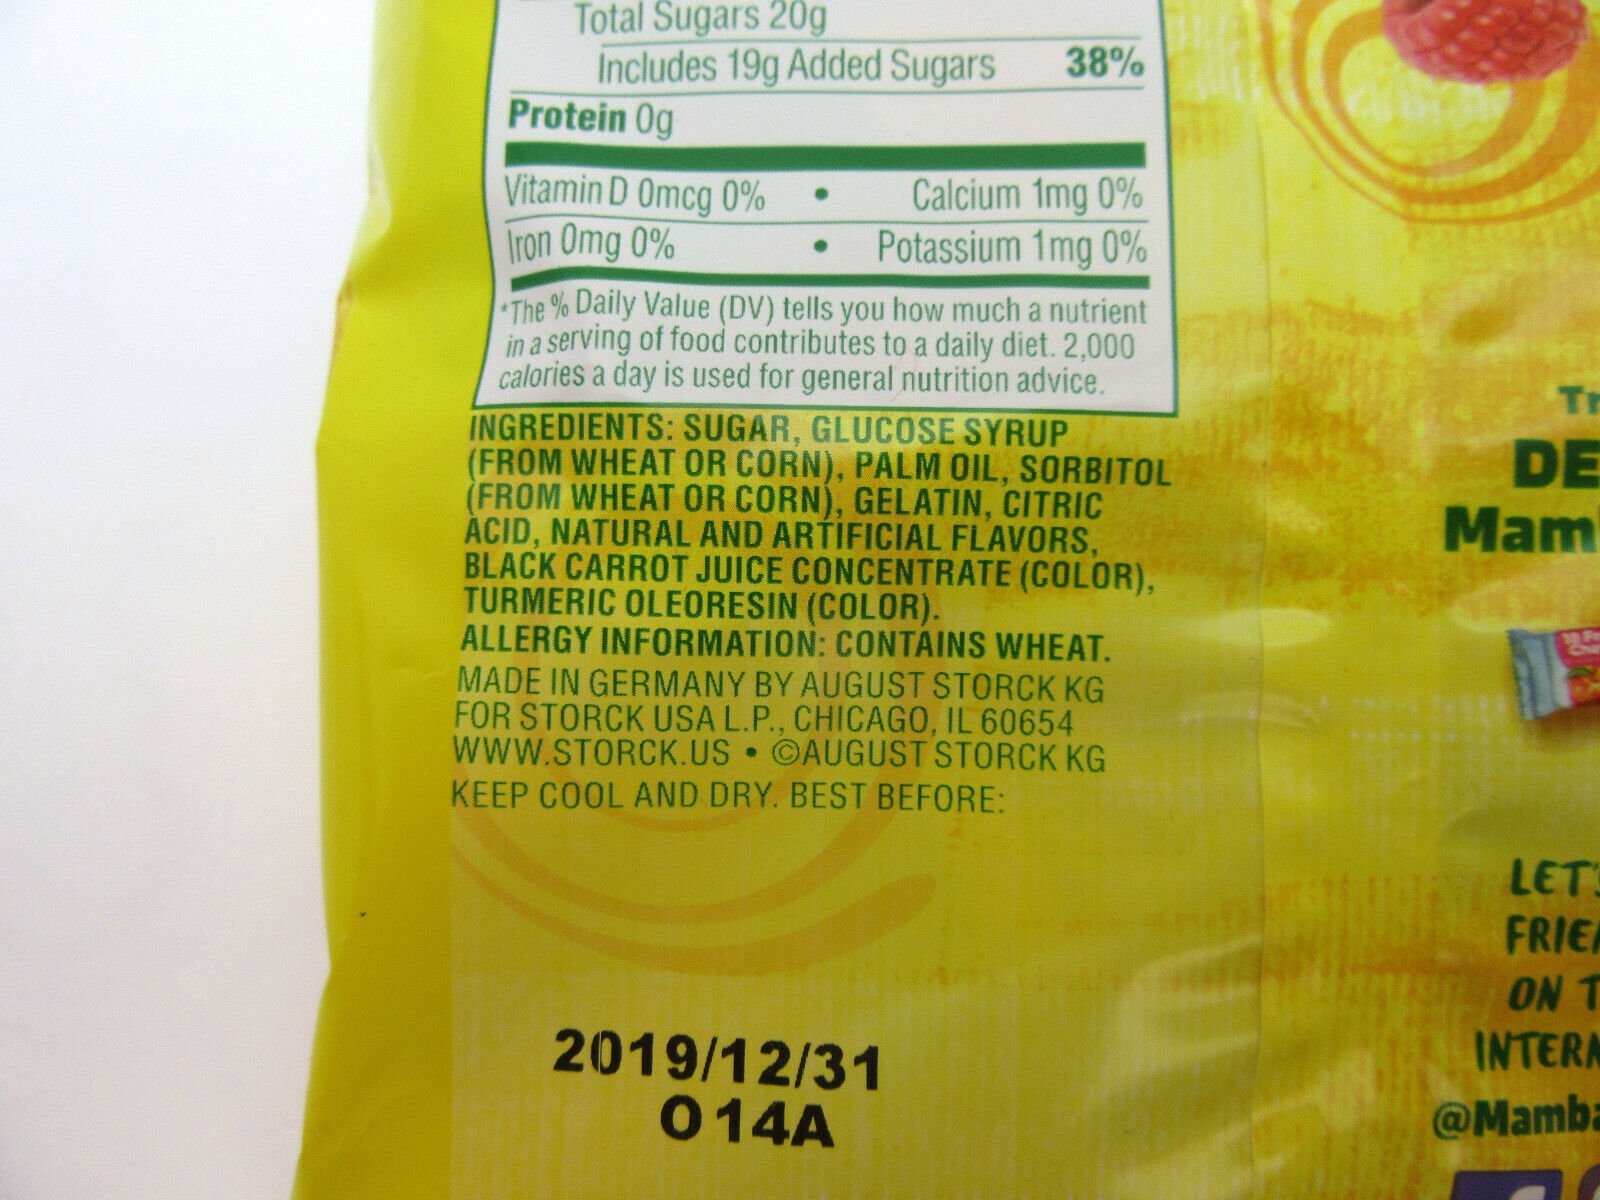 Total Sugars 20g
Includes 19g Added Sugars 38%
Protein 0g
Vitamin D 0mcg 0% • Calcium 1mg 0%
Iron 0mg 0% • Potassium 1mg 0%
*The % Daily Value (DV) tells you how much a nutrient
in a serving of food contributes to a daily diet. 2,000
calories a day is used for general nutrition advice.
INGREDIENTS: SUGAR, GLUCOSE SYRUP
(FROM WHEAT OR CORN), PALM OIL, SORBITOL
(FROM WHEAT OR CORN), GELATIN, CITRIC
ACID, NATURAL AND ARTIFICIAL FLAVORS,
BLACK CARROT JUICE CONCENTRATE (COLOR),
TURMERIC OLEORESIN (COLOR).
ALLERGY INFORMATION: CONTAINS WHEAT.
MADE IN GERMANY BY AUGUST STORCK KG
FOR STORCK USA L.P., CHICAGO, IL 60654
WWW.STORCK.US • ©AUGUST STORCK KG
KEEP COOL AND DRY. BEST BEFORE:
2019/12/31
O 14A
Tr
DE
Mam
LET'S
FRIE
ON T
INTERN
@Mamba